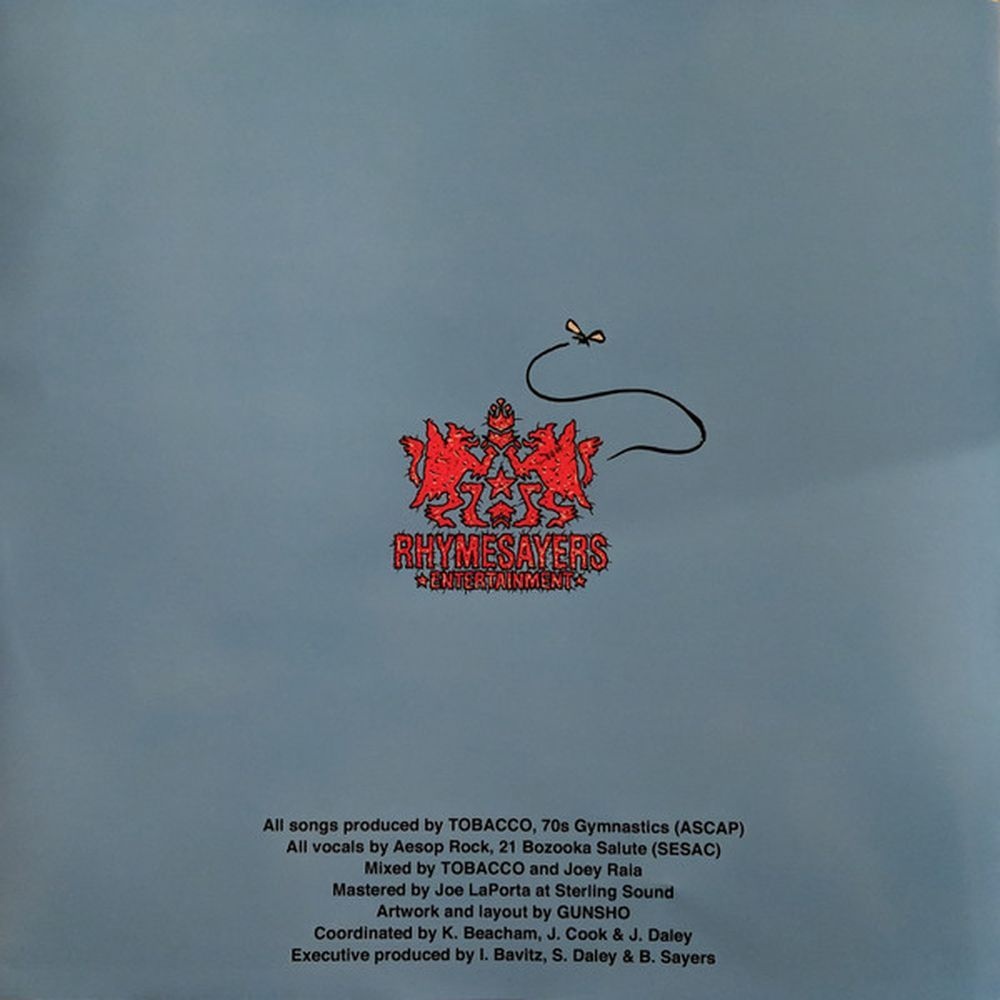 RHYMESAYERS
★ENTERTAINMENT★
All songs produced by TOBACCO, 70s Gymnastics (ASCAP)
All vocals by Aesop Rock, 21 Bozooka Salute (SESAC)
Mixed by TOBACCO and Joey Raia
Mastered by Joe LaPorta at Sterling Sound
Artwork and layout by GUNSHO
Coordinated by K. Beacham, J. Cook & J. Daley
Executive produced by I. Bavitz, S. Daley & B. Sayers